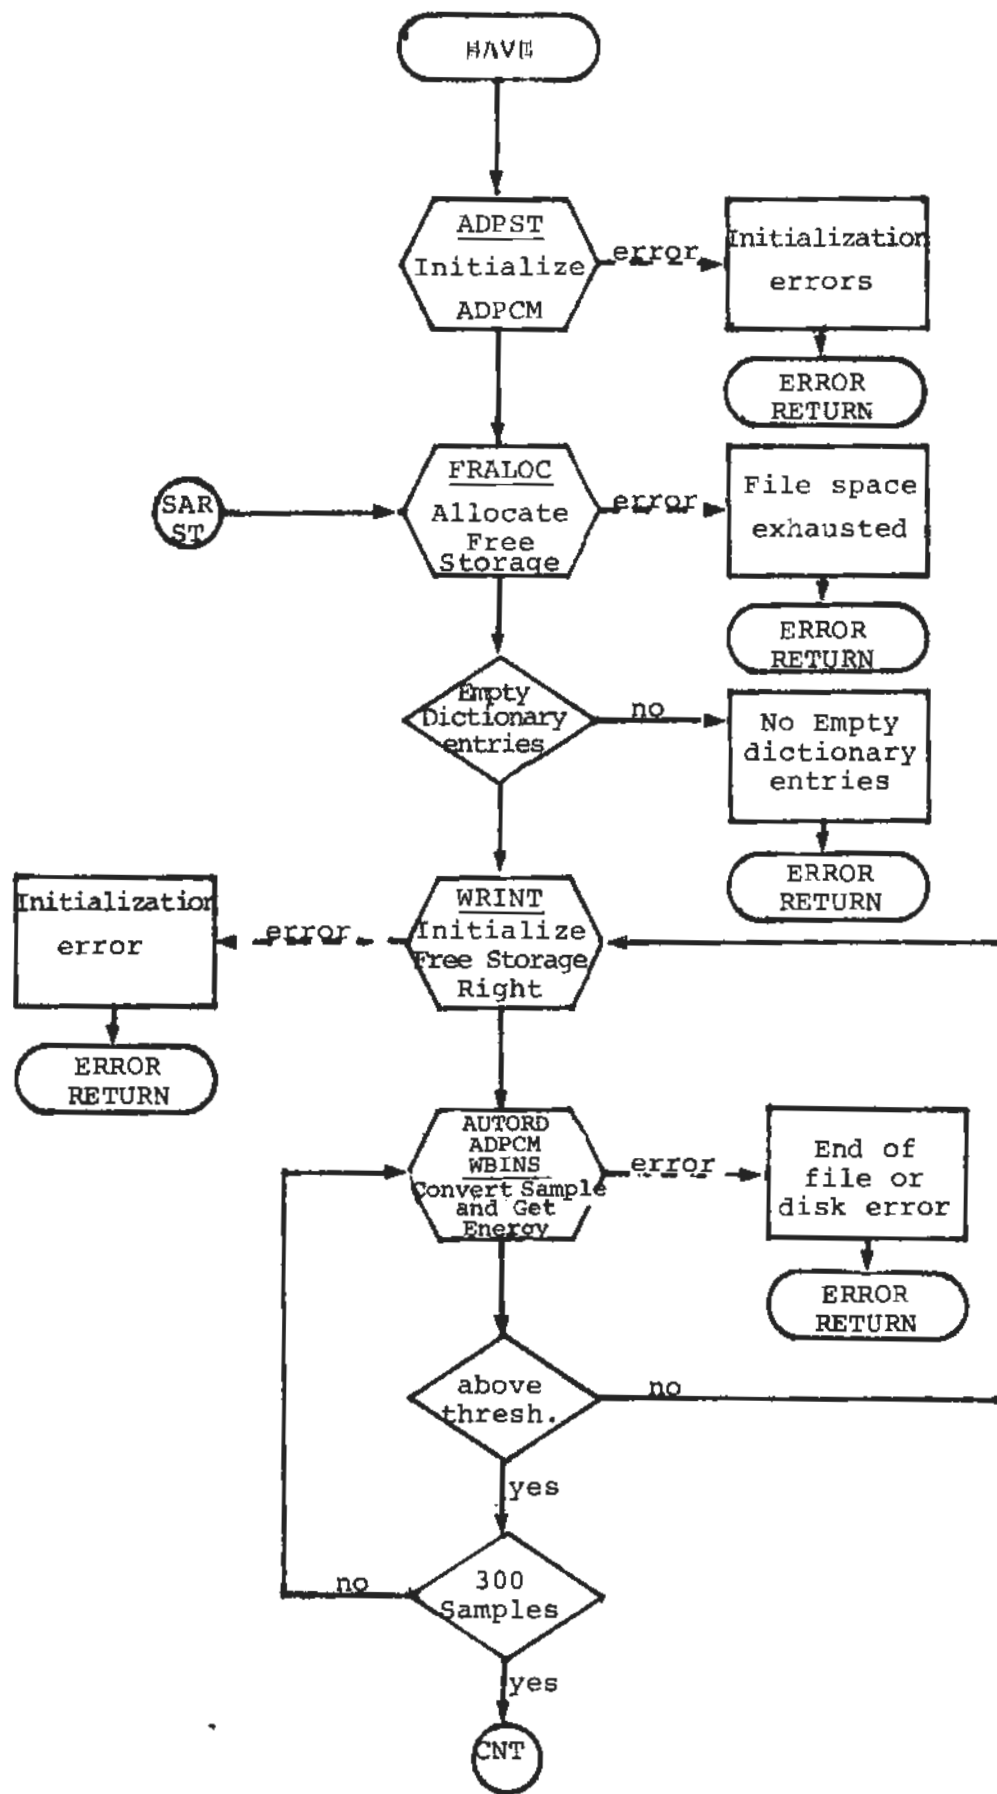 ADPST
Initialize
ADPCM
error
Initialization
errors
ERROR
RETURN
SAR
ST
FRALOC
Allocate
Free
Storage
error
File space
exhausted
ERROR
RETURN
Empty
Dictionary
entries
no
No Empty
dictionary
entries
ERROR
RETURN
WRINT
Initialize
Free Storage
Right
error
Initialization
error
ERROR
RETURN
AUTORD
ADPCM
WBINS
Convert Sample
and Get
Energy
error
End of
file or
disk error
ERROR
RETURN
above
thresh.
no
yes
300
Samples
no
yes
CNT